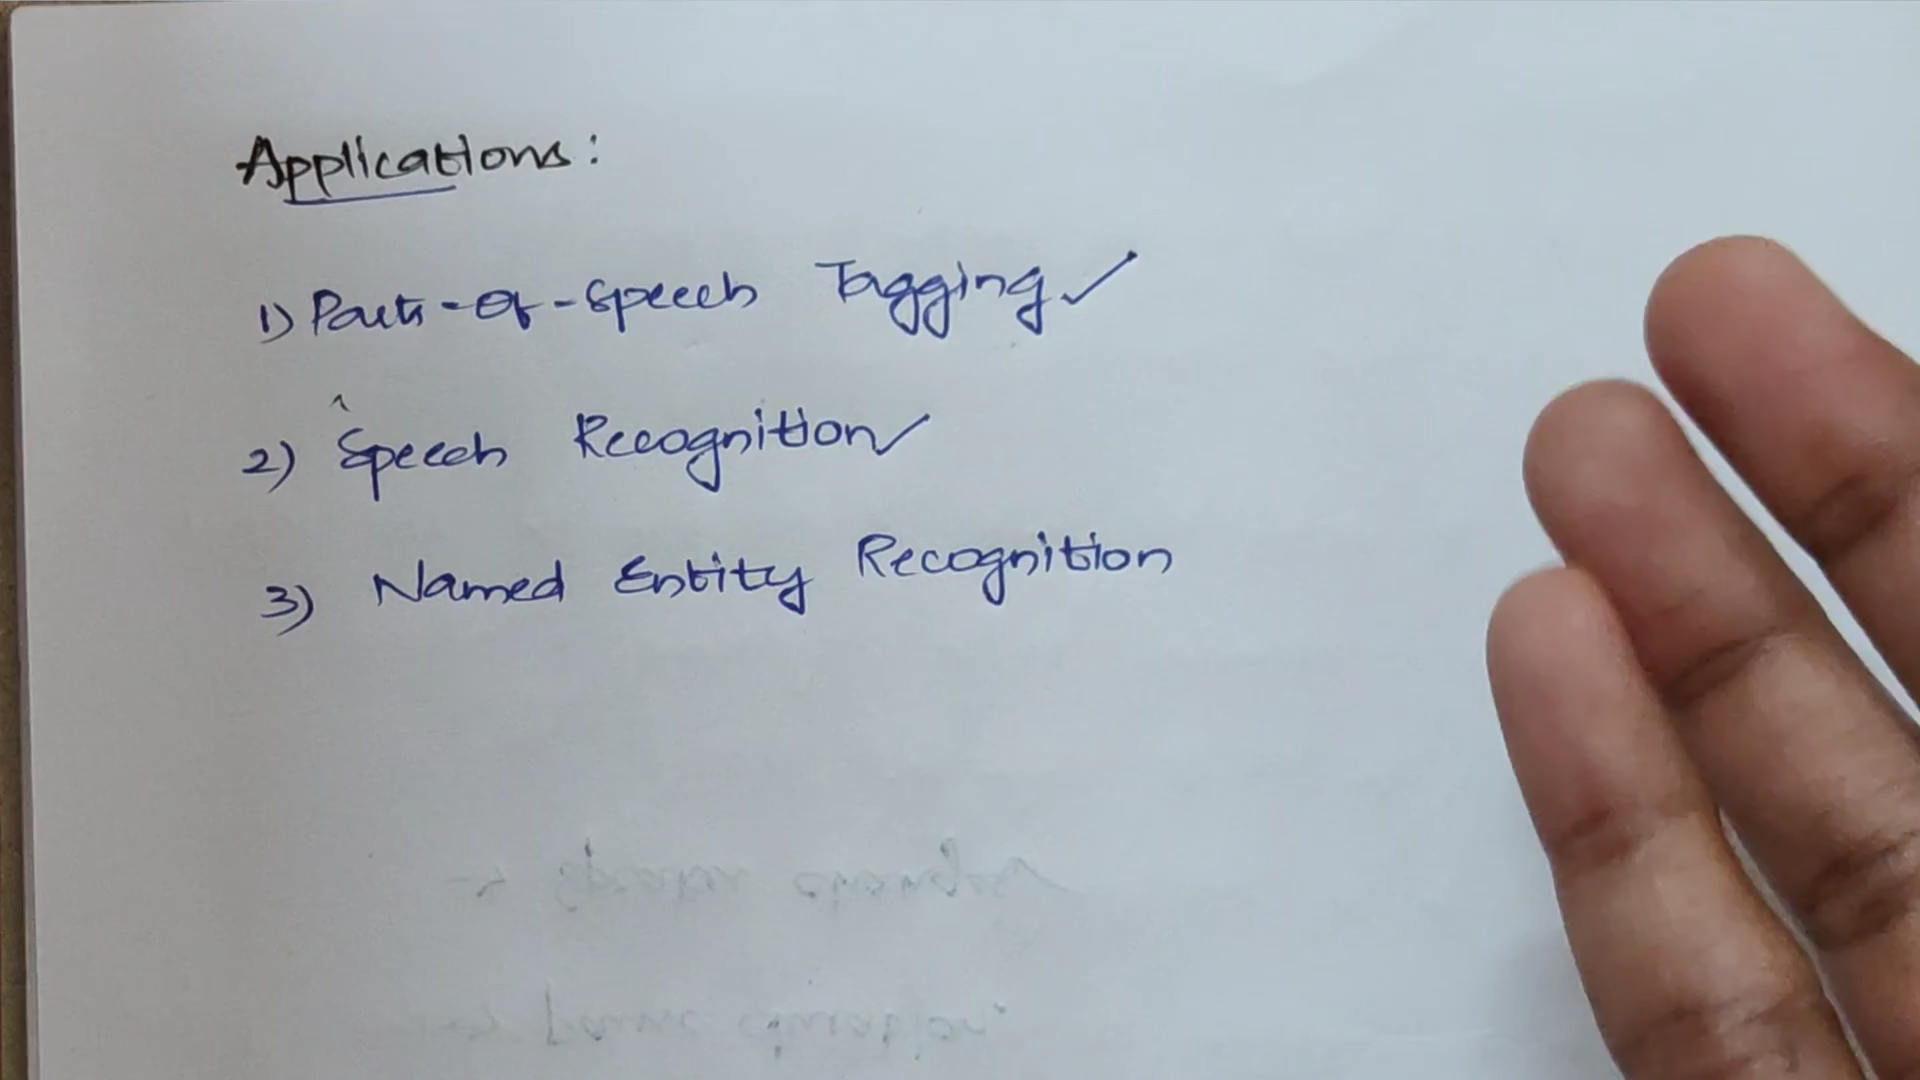 Applications:
1) Parts-of-speech Tagging
2) Speech Recognition
3) Named Entity Recognition